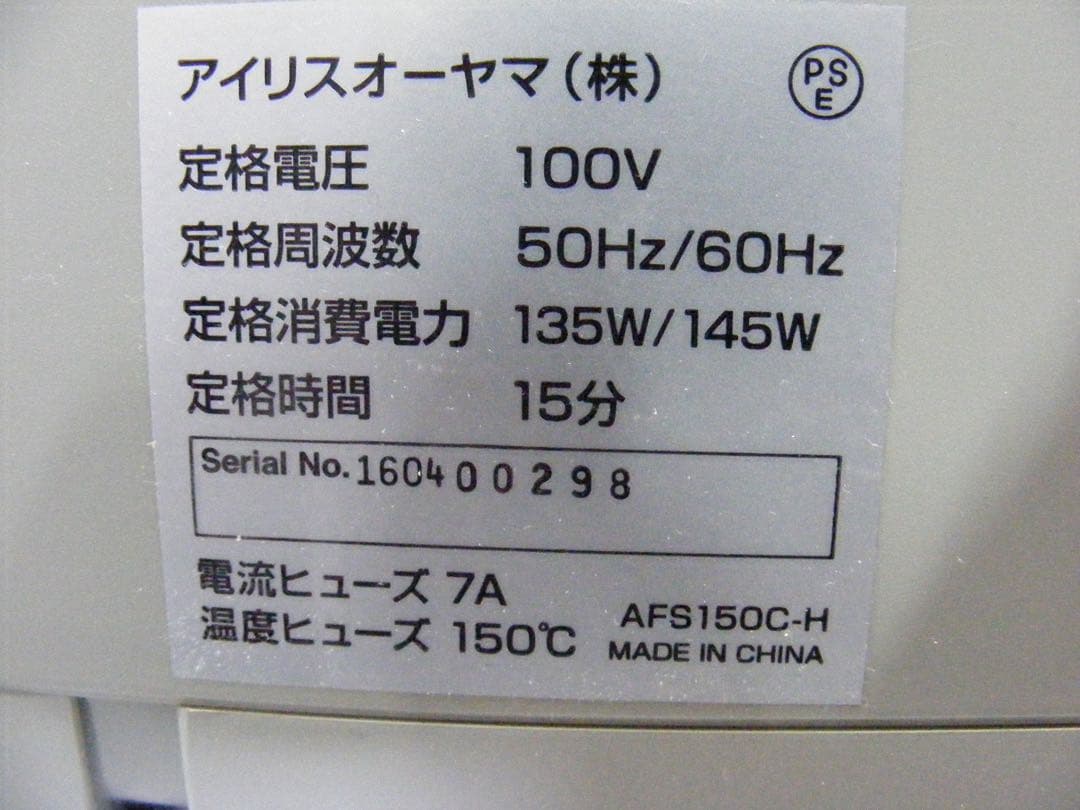 アイリスオーヤマ（株）
PS
E
定格電圧 100V
定格周波数 50Hz/60Hz
定格消費電力 135W/145W
定格時間 15分
Serial No. 160400298
電流ヒューズ 7A
温度ヒューズ 150℃
AFS150C-H
MADE IN CHINA